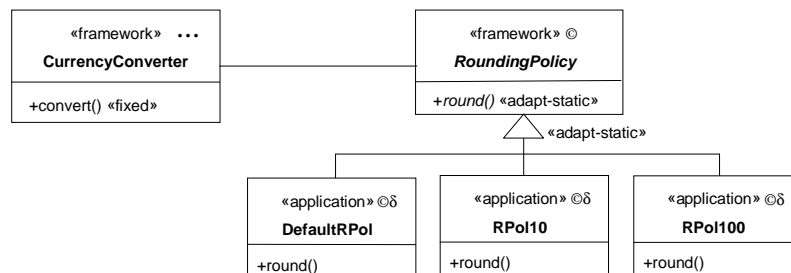 «framework» ...
CurrencyConverter
+convert() «fixed»
«framework» ©
RoundingPolicy
+round() «adapt-static»
«adapt-static»
«application» ©δ
DefaultRPol
+round()
«application» ©δ
RPol10
+round()
«application» ©δ
RPol100
+round()